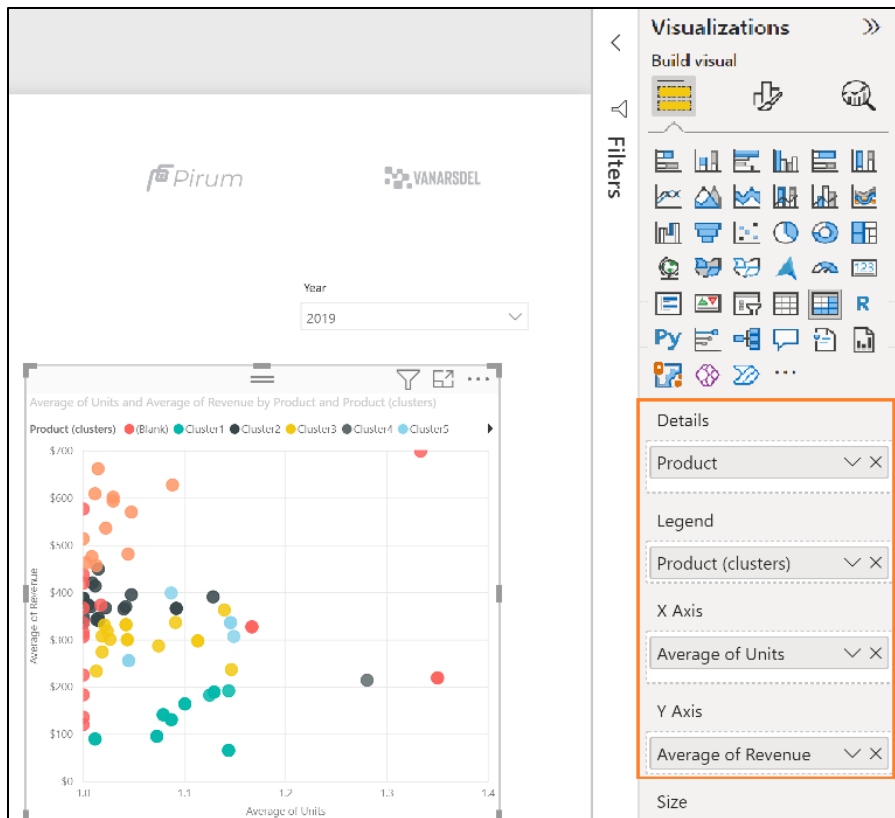 Visualizations
Build visual
Filters
Pirum
VANARSDEL
Year
2019
Average of Units and Average of Revenue by Product and Product (clusters)
Product (clusters) (Blank) Cluster1 Cluster2 Cluster3 Cluster4 Cluster5
$700
$600
$500
$400
$300
$200
$100
$0
Average of Revenue
1.0 1.1 1.2 1.3 1.4
Average of Units
123
R
Py
Details
Product
Legend
Product (clusters)
X Axis
Average of Units
Y Axis
Average of Revenue
Size